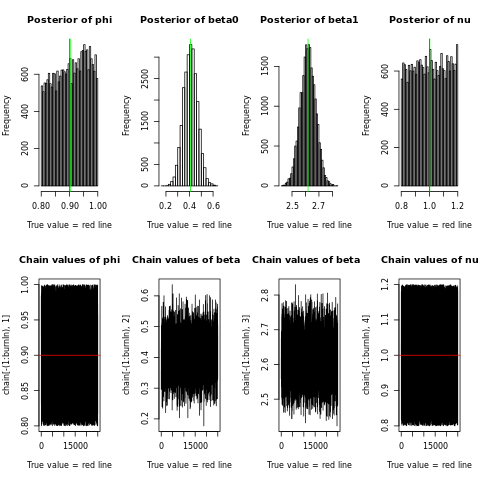 Posterior of phi
Posterior of beta0
Posterior of beta1
Posterior of nu
Frequency
0 200 400 600
0.80 0.90 1.00
True value = red line
Frequency
0 500 1500 2500
0.2 0.4 0.6
True value = red line
Frequency
0 500 1000 1500
2.5 2.7
True value = red line
Frequency
0 200 400 600
0.8 1.0 1.2
True value = red line
Chain values of phi
Chain values of beta
Chain values of beta
Chain values of nu
chain[-(1:burnIn), 1]
0.80 0.85 0.90 0.95 1.00
0 15000
True value = red line
chain[-(1:burnIn), 2]
0.2 0.3 0.4 0.5 0.6
0 15000
True value = red line
chain[-(1:burnIn), 3]
2.5 2.6 2.7 2.8
0 15000
True value = red line
chain[-(1:burnIn), 4]
0.8 0.9 1.0 1.1 1.2
0 15000
True value = red line